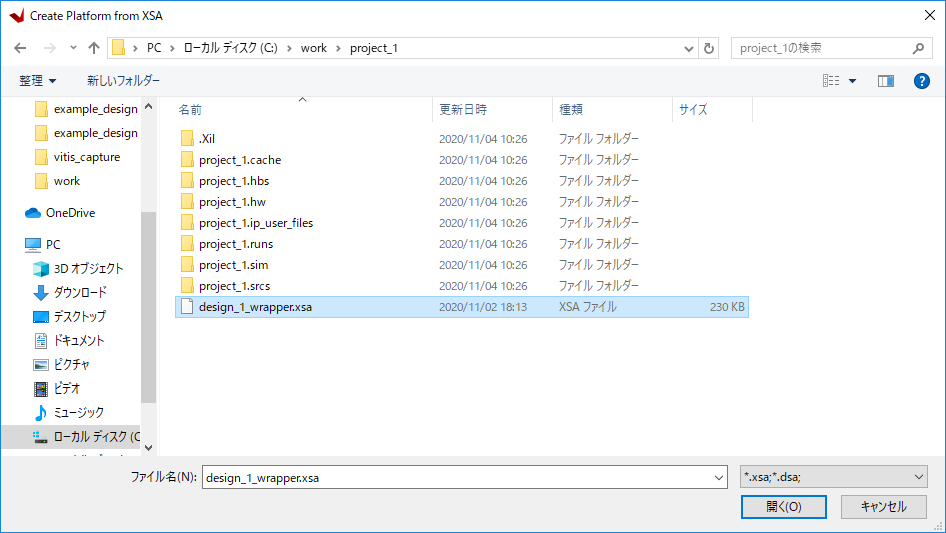 Create Platform from XSA
PC › ローカル ディスク (C:) › work › project_1
project_1の検索
整理 新しいフォルダー
example_design
example_design
vitis_capture
work
OneDrive
PC
3D オブジェクト
ダウンロード
デスクトップ
ドキュメント
ピクチャ
ビデオ
ミュージック
ローカル ディスク (C
名前 更新日時 種類 サイズ
.Xil 2020/11/04 10:26 ファイル フォルダー
project_1.cache 2020/11/04 10:26 ファイル フォルダー
project_1.hbs 2020/11/04 10:26 ファイル フォルダー
project_1.hw 2020/11/04 10:26 ファイル フォルダー
project_1.ip_user_files 2020/11/04 10:26 ファイル フォルダー
project_1.runs 2020/11/04 10:26 ファイル フォルダー
project_1.sim 2020/11/04 10:26 ファイル フォルダー
project_1.srcs 2020/11/04 10:26 ファイル フォルダー
design_1_wrapper.xsa 2020/11/02 18:13 XSA ファイル 230 KB
ファイル名(N): design_1_wrapper.xsa *.xsa;*.dsa;
開く(O) キャンセル